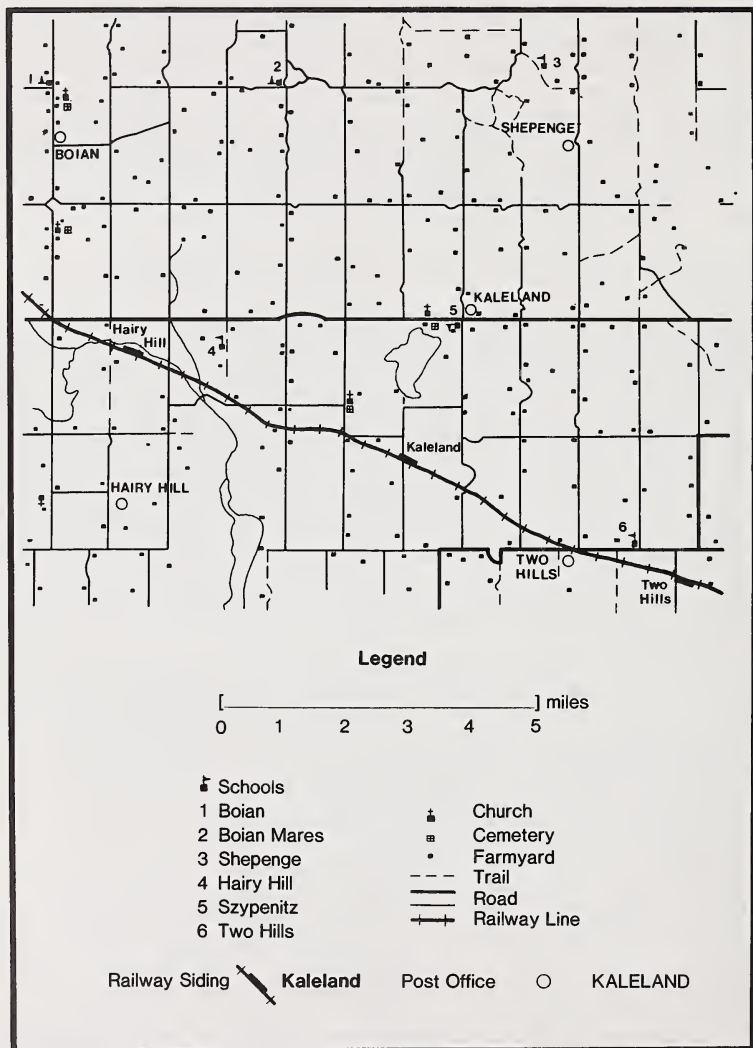 1
2
3
BOIAN
SHEPENGE
KALELAND
5
Hairy
Hill
4
Kaleland
HAIRY HILL
6
TWO
HILLS
Two
Hills
Legend
[ ] miles
0 1 2 3 4 5
Schools
1 Boian
2 Boian Mares
3 Shepenge
4 Hairy Hill
5 Szypenitz
6 Two Hills
Church
Cemetery
Farmyard
Trail
Road
Railway Line
Railway Siding Kaleland Post Office KALELAND